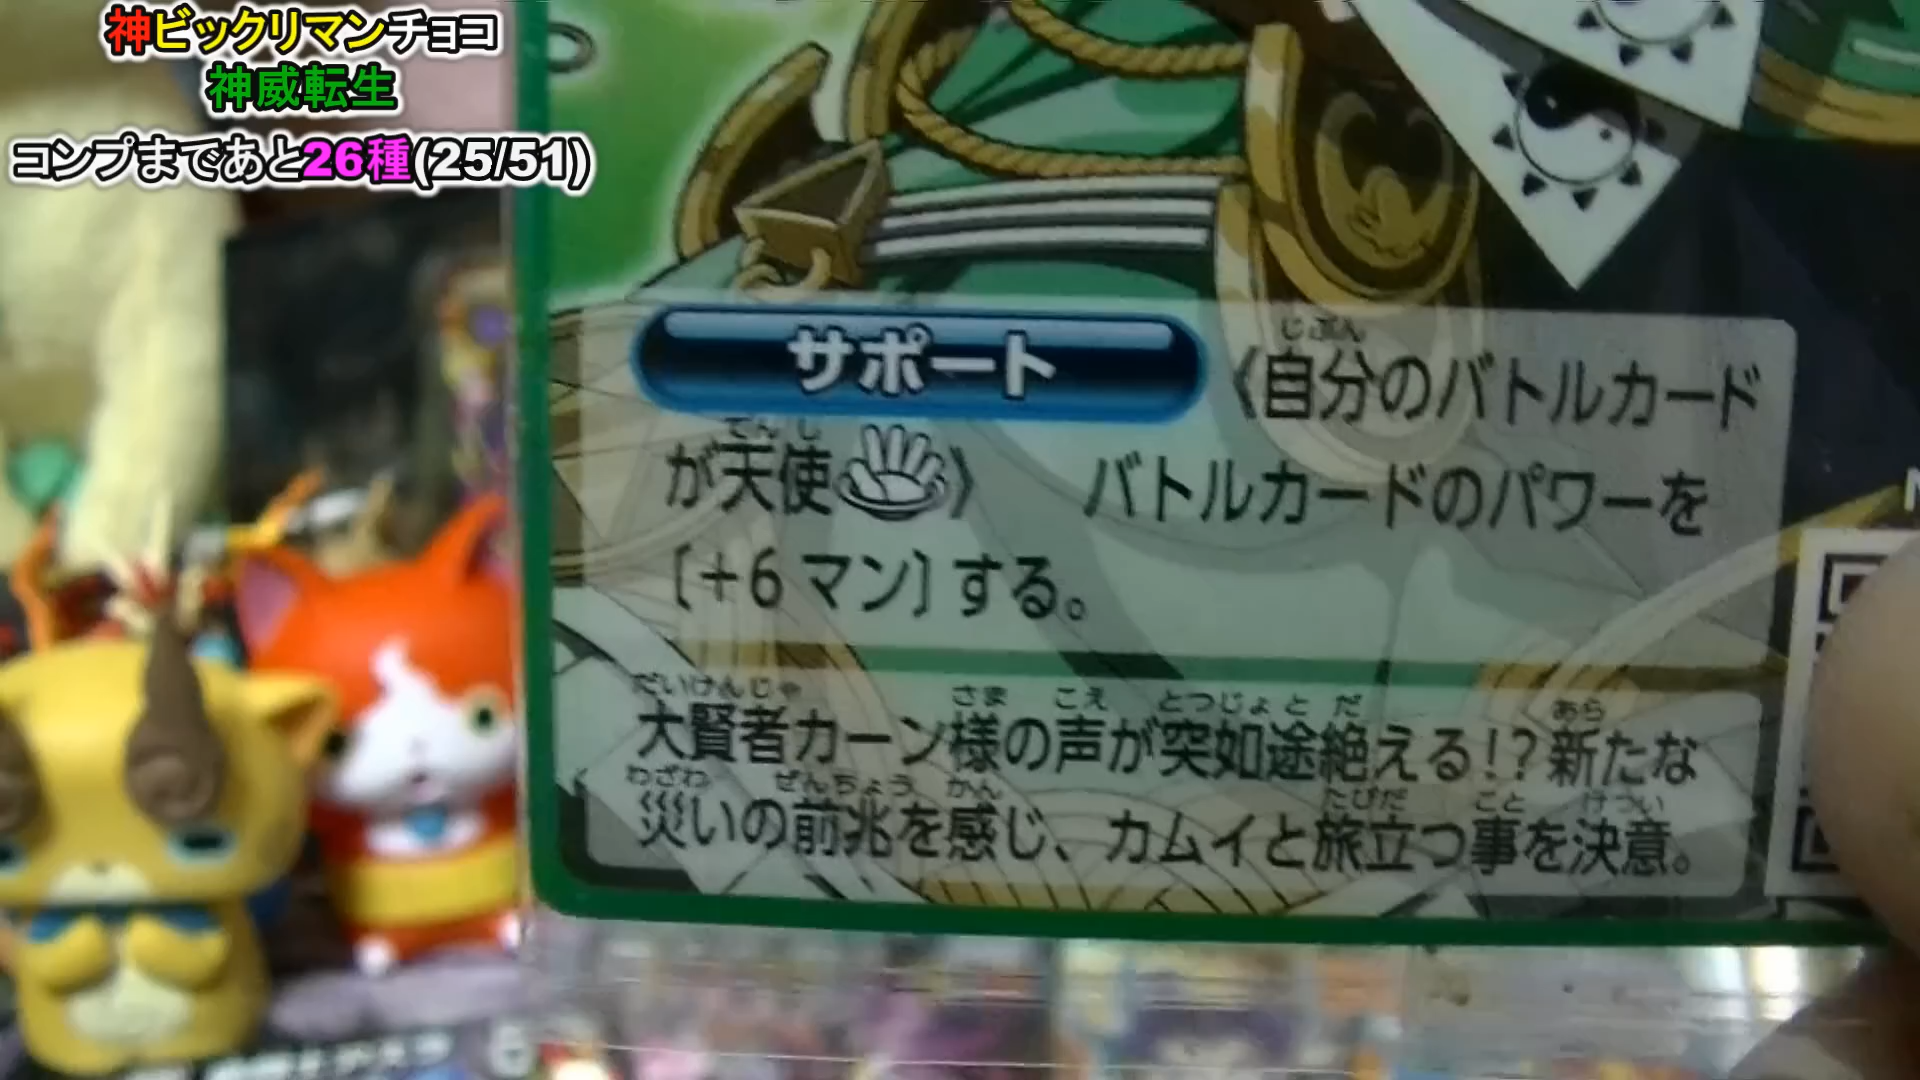 神ビックリマンチョコ
神威転生
コンプまであと26種(25/51)
サポート
じぶん
〈自分のバトルカード
てんし
が天使 〉 バトルカードのパワーを
〔+6マン〕する。
だいけんじゃ さま こえ とつじょとだ あら
大賢者カーン様の声が突如途絶える!?新たな
わざわ ぜんちょう かん たびだ こと けつい
災いの前兆を感じ、カムイと旅立つ事を決意。